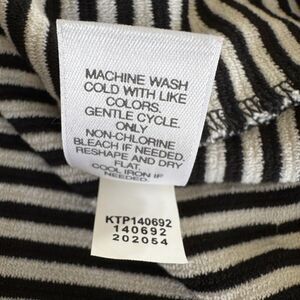 MACHINE WASH
COLD WITH LIKE
COLORS.
GENTLE CYCLE.
ONLY
NON-CHLORINE
BLEACH IF NEEDED.
RESHAPE AND DRY
FLAT.
COOL IRON IF
NEEDED.
KTP140692
140692
202054